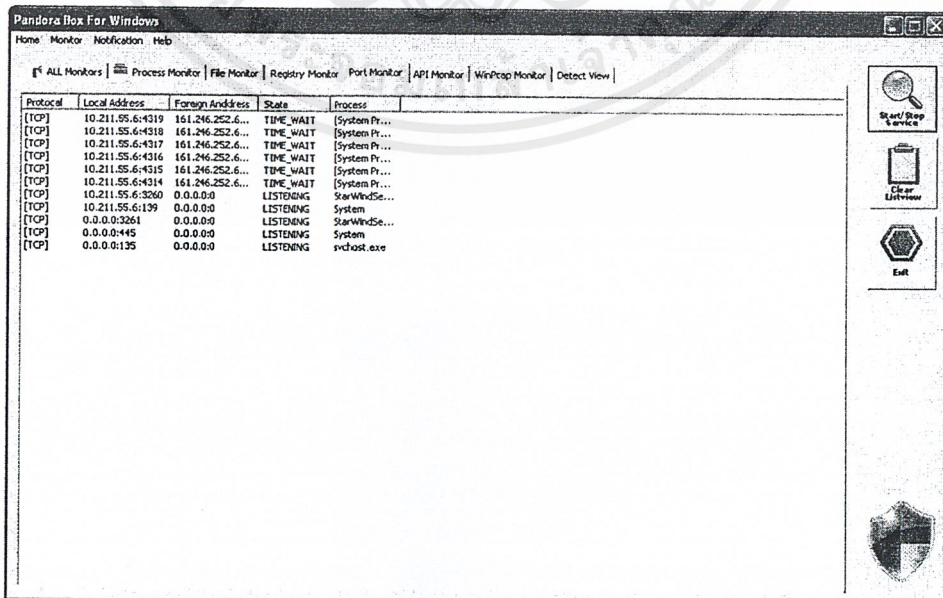 Pandora Box For Windows
Home Monitor Notification Help
ALL Monitors Process Monitor File Monitor Registry Monitor Port Monitor API Monitor WinPcap Monitor Detect View
Protocal Local Address Foreign Anddress State Process
[TCP] 10.211.55.6:4319 161.246.252.6... TIME_WAIT [System Pr...
[TCP] 10.211.55.6:4318 161.246.252.6... TIME_WAIT [System Pr...
[TCP] 10.211.55.6:4317 161.246.252.6... TIME_WAIT [System Pr...
[TCP] 10.211.55.6:4316 161.246.252.6... TIME_WAIT [System Pr...
[TCP] 10.211.55.6:4315 161.246.252.6... TIME_WAIT [System Pr...
[TCP] 10.211.55.6:4314 161.246.252.6... TIME_WAIT [System Pr...
[TCP] 10.211.55.6:3260 0.0.0.0:0 LISTENING StarWindSe...
[TCP] 10.211.55.6:139 0.0.0.0:0 LISTENING System
[TCP] 0.0.0.0:3261 0.0.0.0:0 LISTENING StarWindSe...
[TCP] 0.0.0.0:445 0.0.0.0:0 LISTENING System
[TCP] 0.0.0.0:135 0.0.0.0:0 LISTENING svchost.exe
Start/Stop
Service
Clear
Listview
Exit